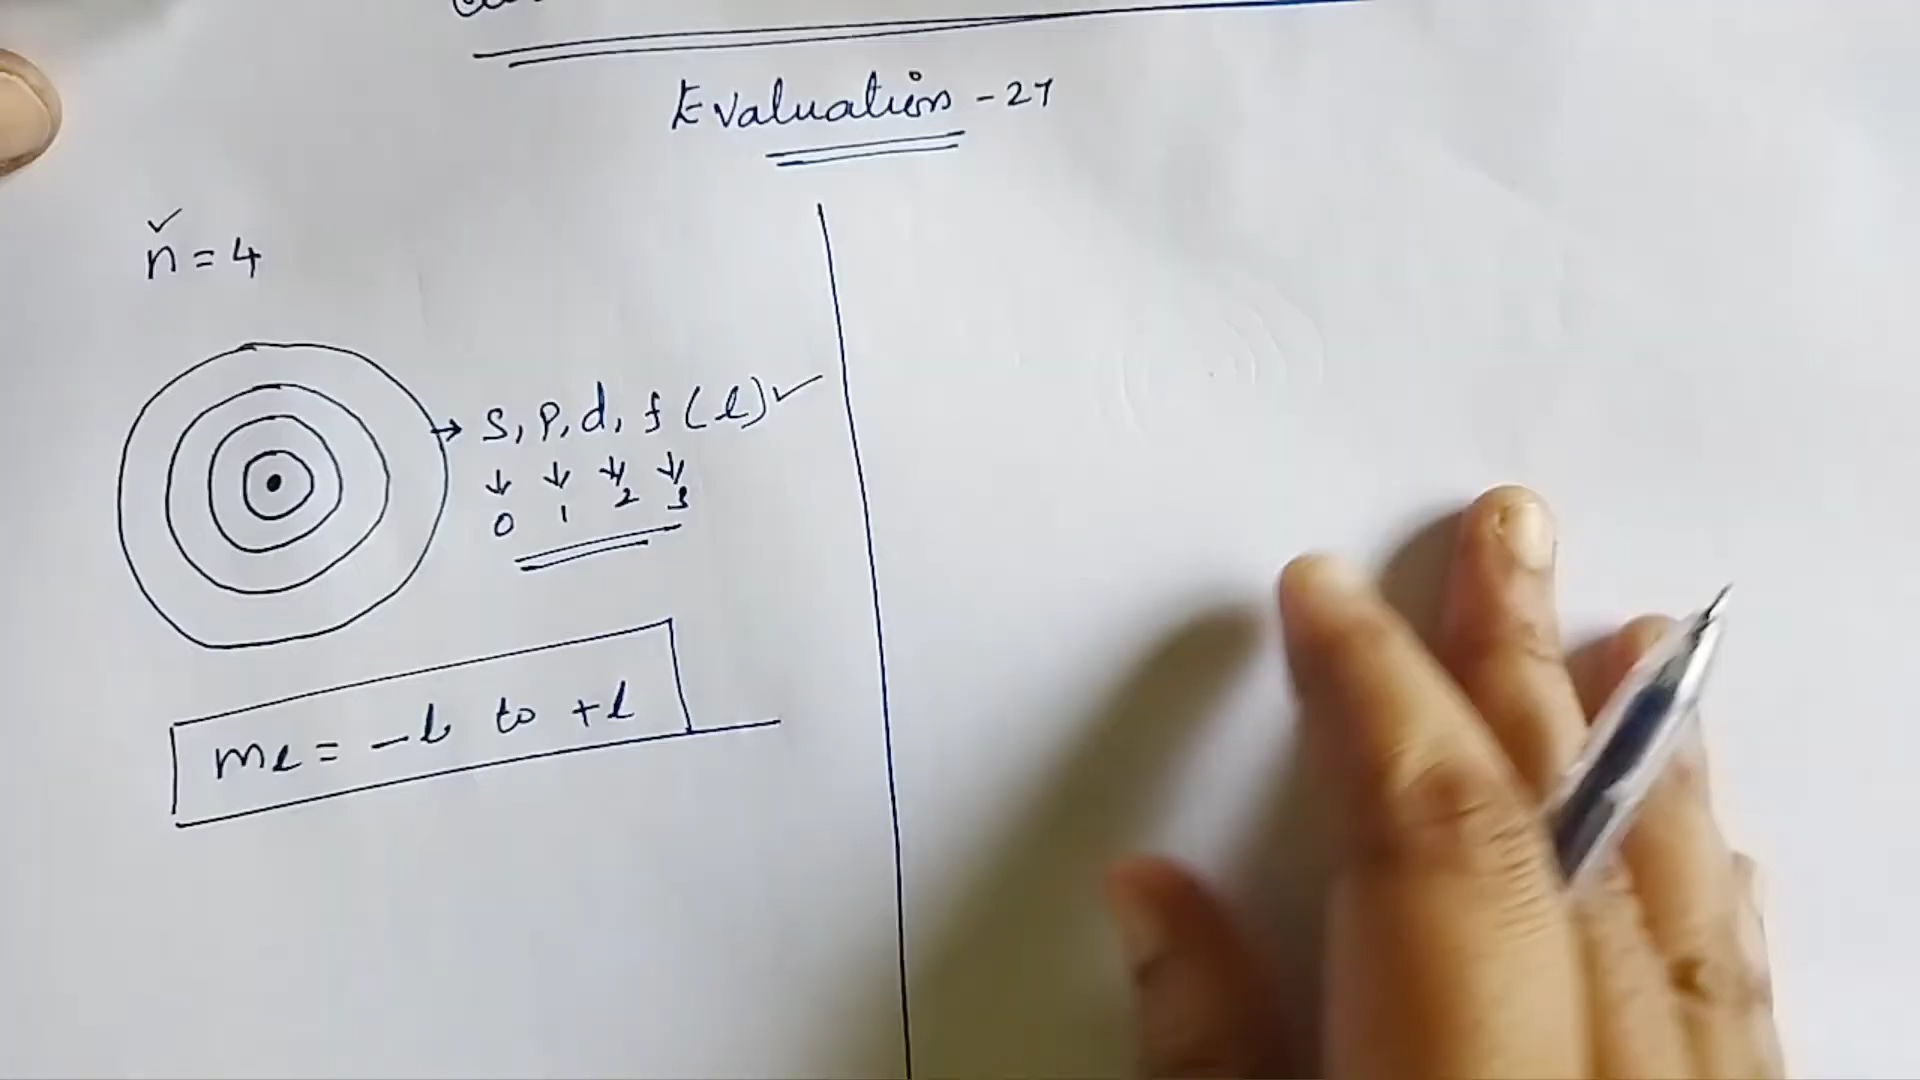 Evaluation - 27
n = 4
→ s, p, d, f (l) ✓
↓ ↓ ↓ ↓
0 1 2 3
ml = -l to +l